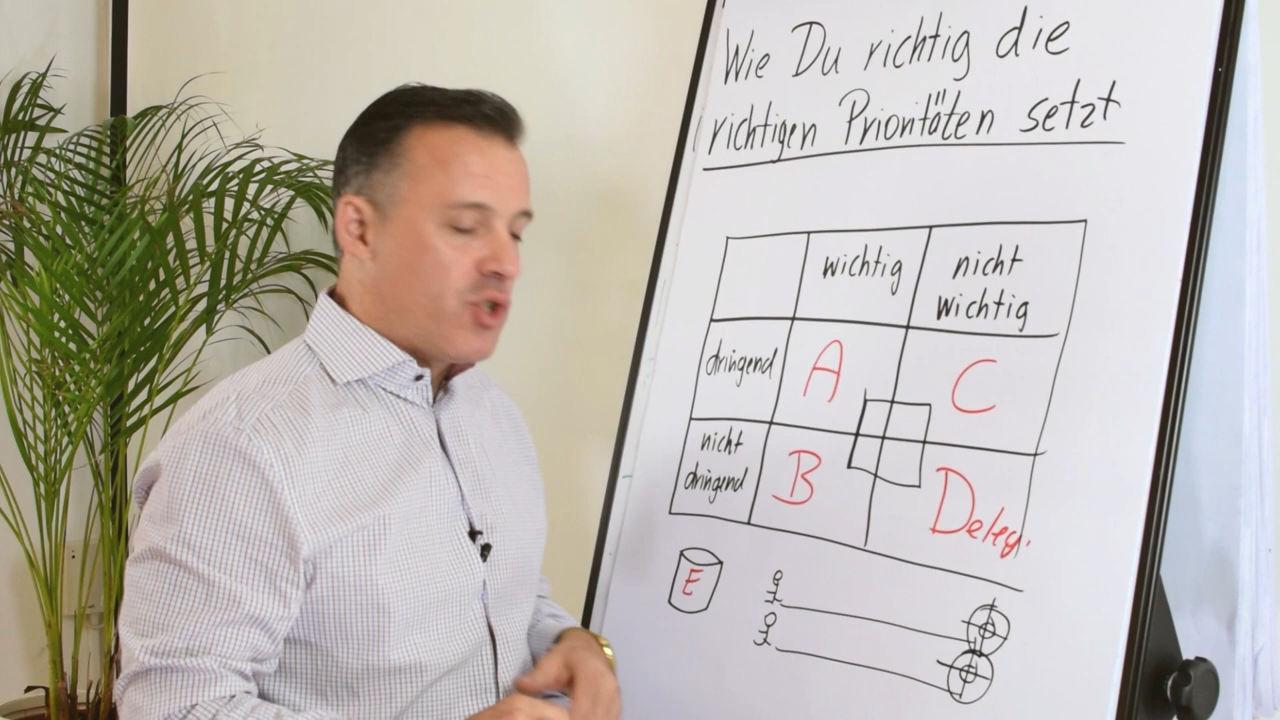 Wie Du richtig die
richtigen Prioritäten setzt
wichtig
nicht
wichtig
dringend
A
C
nicht
dringend
B
Deleg.
E